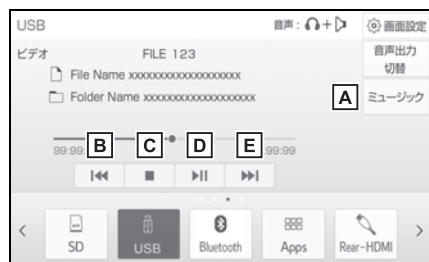 USB 音声： + 画面設定
ビデオ FILE 123 音声出力
切替
File Name xxxxxxxxxxxxxxxxxxxx
Folder Name xxxxxxxxxxxxxxxxxxxx
A ミュージック
B C D E
99:99 99:99
SD USB Bluetooth Apps Rear-HDMI